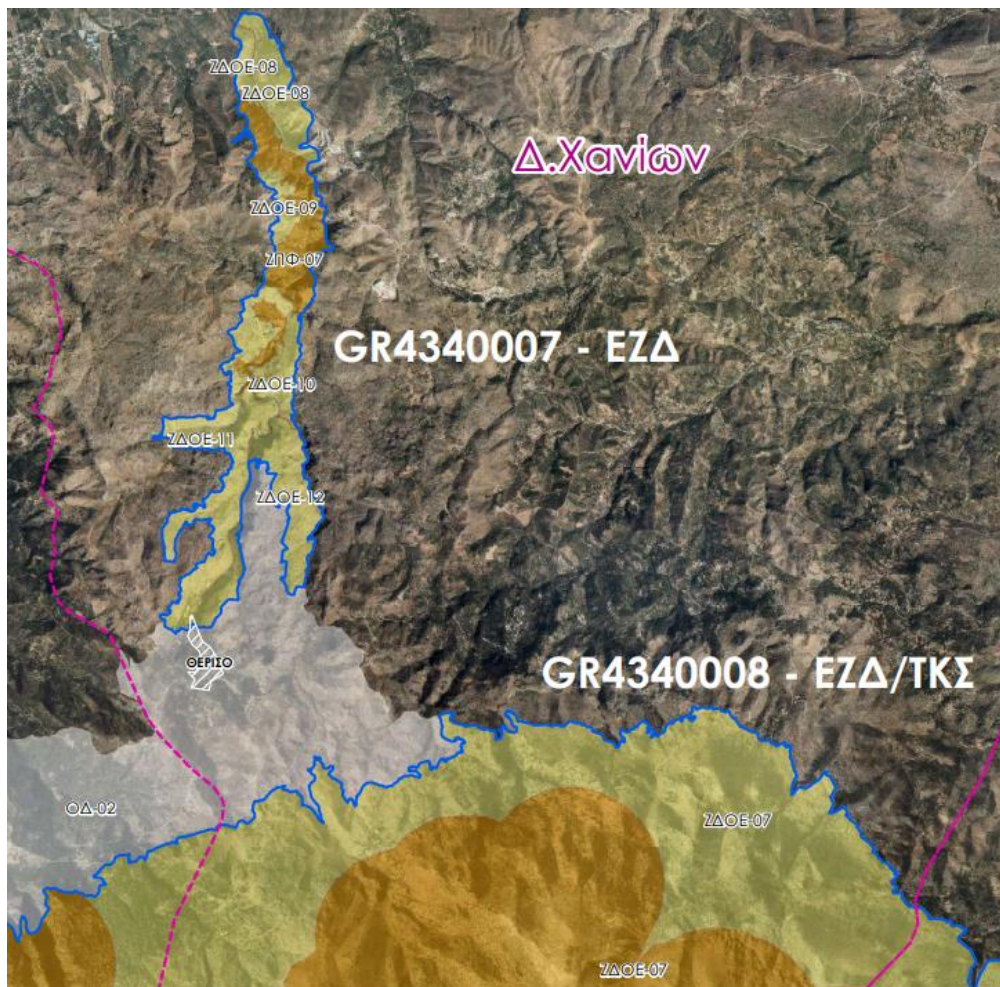 ΖΔΟΕ-08
ΖΔΟΕ-08
Δ.Χανίων
ΖΔΟΕ-09
ΖΠΦ-07
GR4340007 - ΕΖΔ
ΖΔΟΕ-10
ΖΔΟΕ-11
ΖΔΟΕ-12
ΘΕΡΙΣΟ
GR4340008 - ΕΖΔ/ΤΚΣ
ΟΔ-02
ΖΔΟΕ-07
ΖΔΟΕ-07